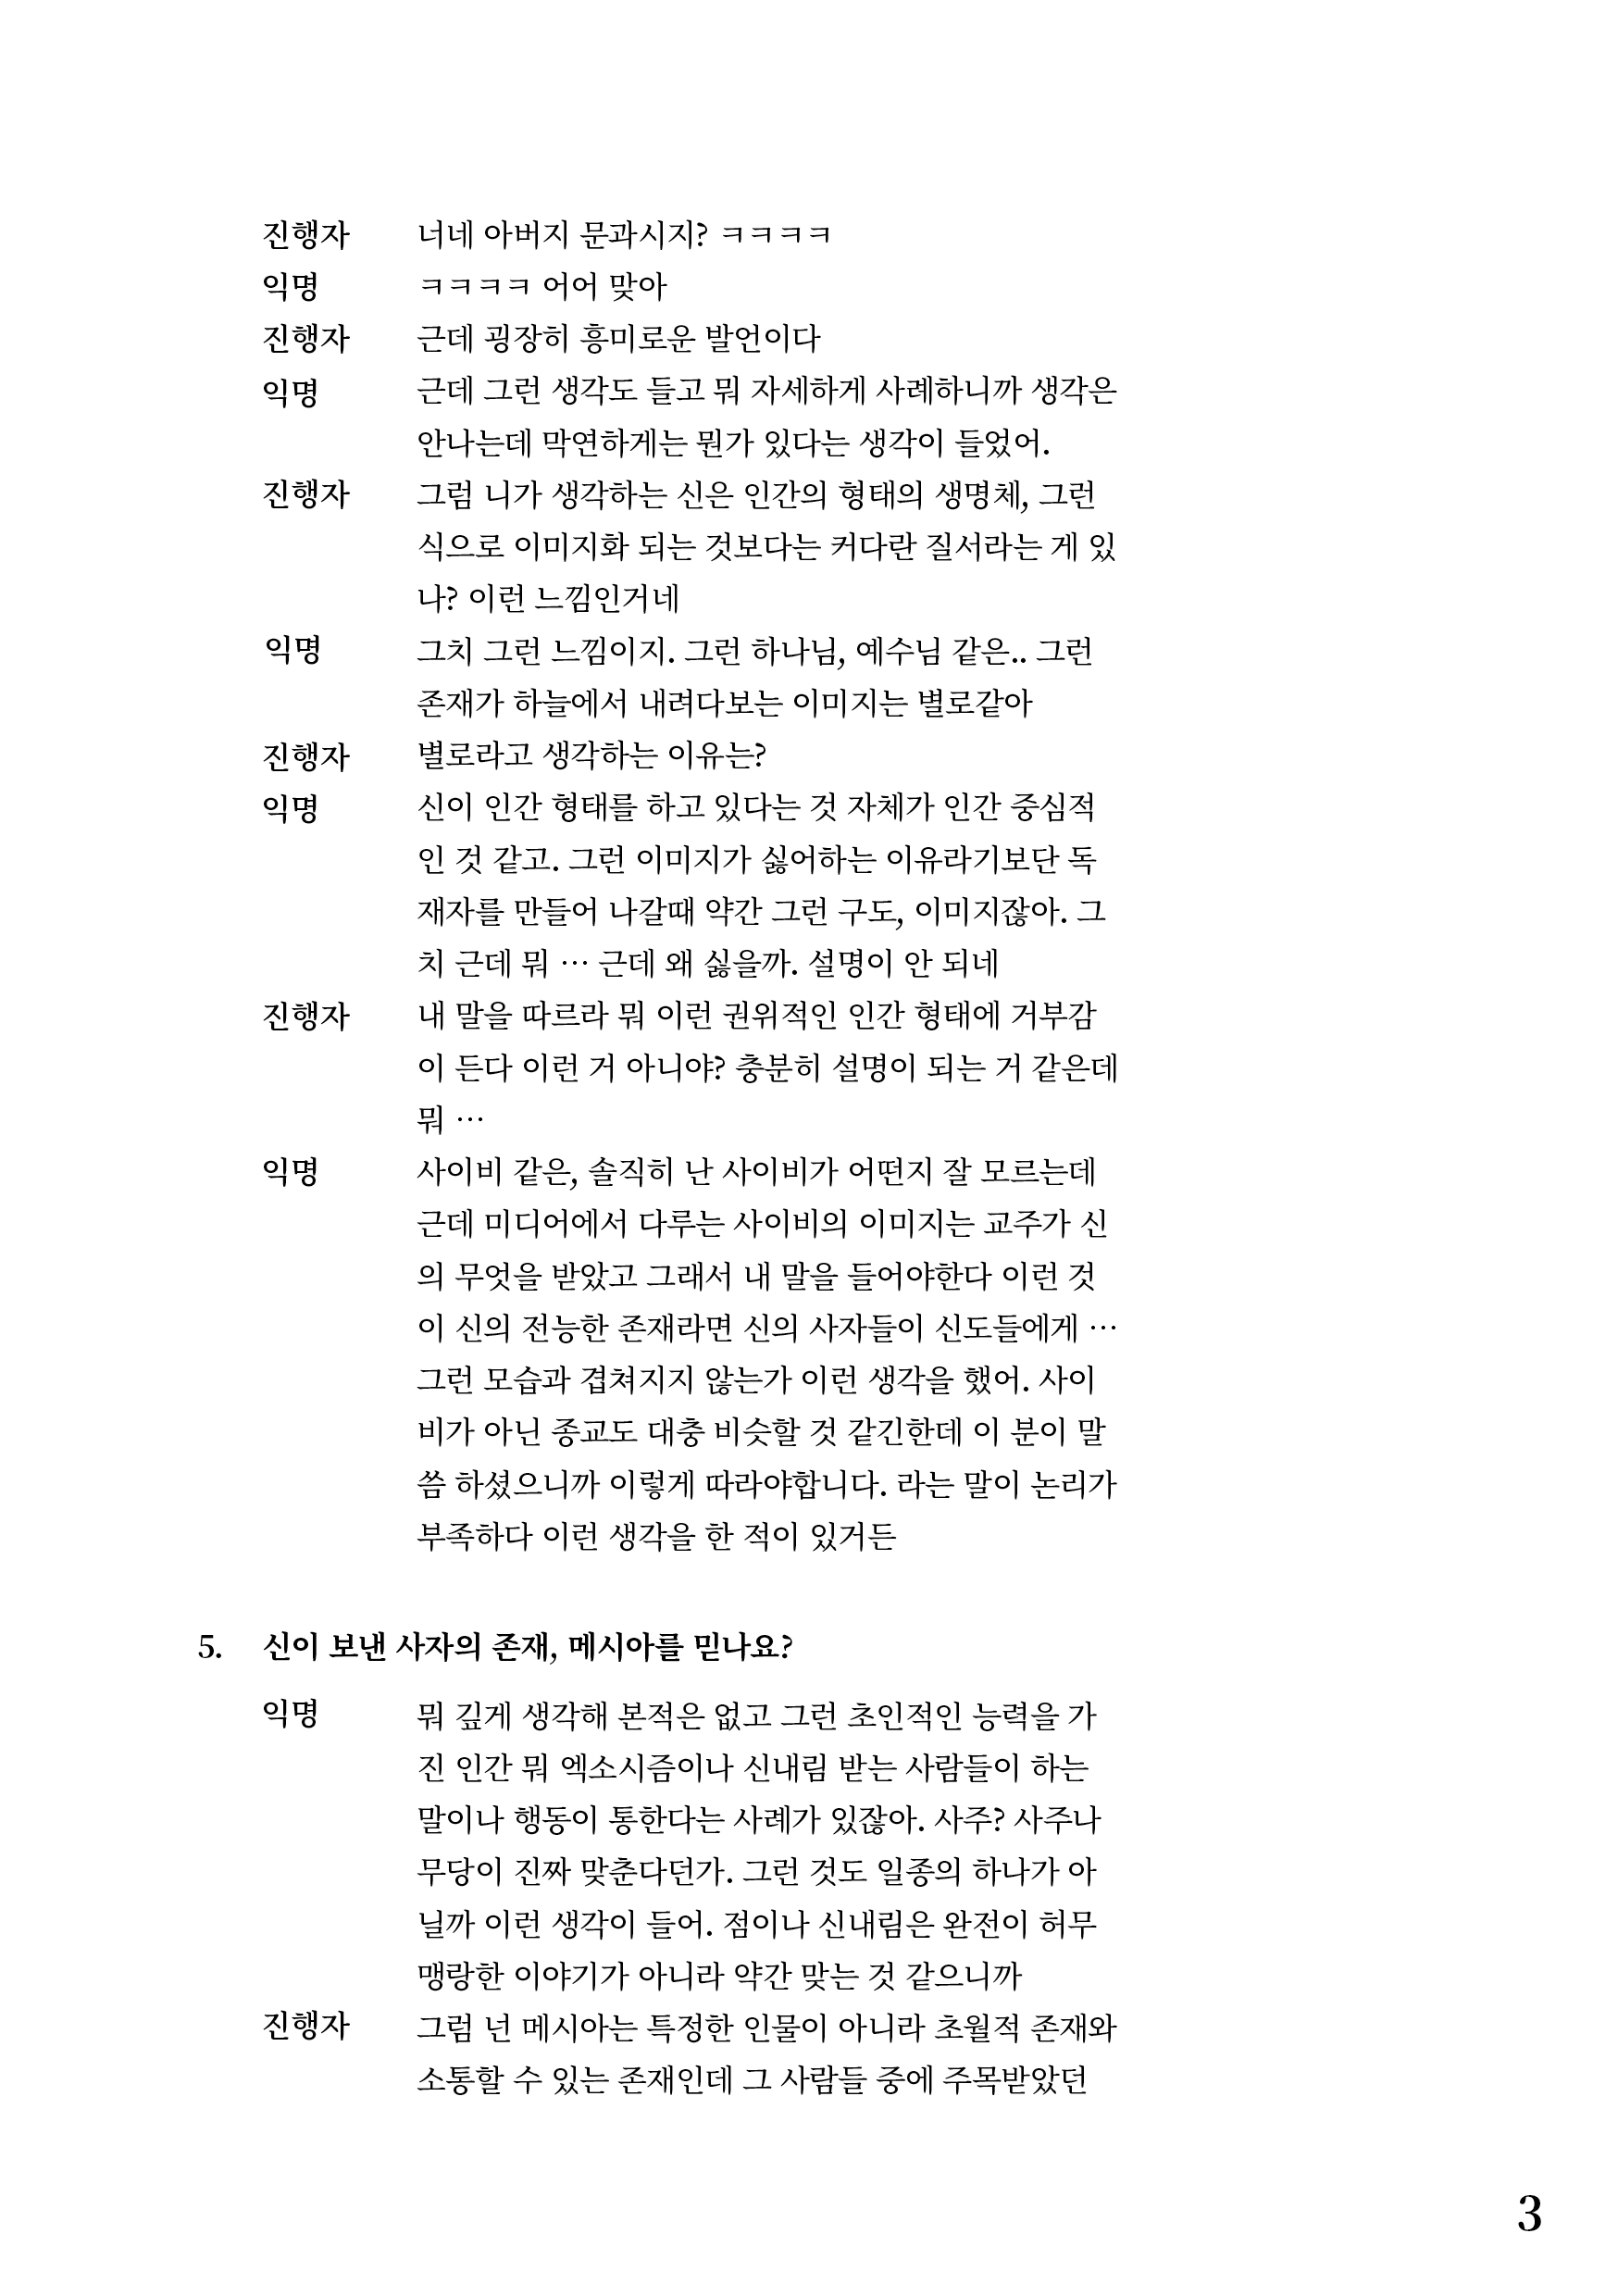 진행자 너네 아버지 문과시지? ㅋㅋㅋㅋ
익명 ㅋㅋㅋㅋ 어어 맞아
진행자 근데 굉장히 흥미로운 발언이다
익명 근데 그런 생각도 들고 뭐 자세하게 사례하니까 생각은
안나는데 막연하게는 뭔가 있다는 생각이 들었어.
진행자 그럼 니가 생각하는 신은 인간의 형태의 생명체, 그런
식으로 이미지화 되는 것보다는 커다란 질서라는 게 있
나? 이런 느낌인거네
익명 그치 그런 느낌이지. 그런 하나님, 예수님 같은.. 그런
존재가 하늘에서 내려다보는 이미지는 별로같아
진행자 별로라고 생각하는 이유는?
익명 신이 인간 형태를 하고 있다는 것 자체가 인간 중심적
인 것 같고. 그런 이미지가 싫어하는 이유라기보단 독
재자를 만들어 나갈때 약간 그런 구도, 이미지잖아. 그
치 근데 뭐 … 근데 왜 싫을까. 설명이 안 되네
진행자 내 말을 따르라 뭐 이런 권위적인 인간 형태에 거부감
이 든다 이런 거 아니야? 충분히 설명이 되는 거 같은데
뭐 …
익명 사이비 같은, 솔직히 난 사이비가 어떤지 잘 모르는데
근데 미디어에서 다루는 사이비의 이미지는 교주가 신
의 무엇을 받았고 그래서 내 말을 들어야한다 이런 것
이 신의 전능한 존재라면 신의 사자들이 신도들에게 …
그런 모습과 겹쳐지지 않는가 이런 생각을 했어. 사이
비가 아닌 종교도 대충 비슷할 것 같긴한데 이 분이 말
씀 하셨으니까 이렇게 따라야합니다. 라는 말이 논리가
부족하다 이런 생각을 한 적이 있거든
5. 신이 보낸 사자의 존재, 메시아를 믿나요?
익명 뭐 깊게 생각해 본적은 없고 그런 초인적인 능력을 가
진 인간 뭐 엑소시즘이나 신내림 받는 사람들이 하는
말이나 행동이 통한다는 사례가 있잖아. 사주? 사주나
무당이 진짜 맞춘다던가. 그런 것도 일종의 하나가 아
닐까 이런 생각이 들어. 점이나 신내림은 완전이 허무
맹랑한 이야기가 아니라 약간 맞는 것 같으니까
진행자 그럼 넌 메시아는 특정한 인물이 아니라 초월적 존재와
소통할 수 있는 존재인데 그 사람들 중에 주목받았던
3